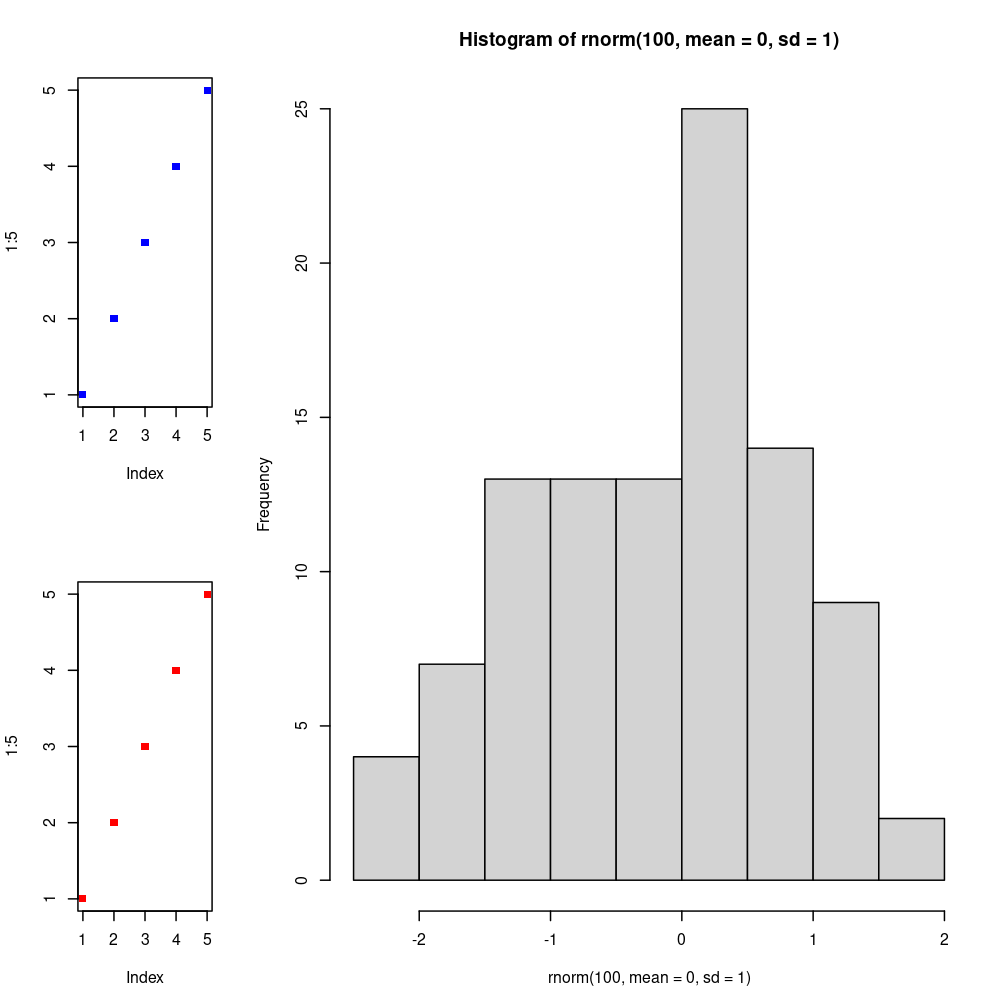 Histogram of rnorm(100, mean = 0, sd = 1)
5
4
3
2
1
1:5
1 2 3 4 5
Index
5
4
3
2
1
1:5
1 2 3 4 5
Index
25
20
15
10
5
0
Frequency
-2 -1 0 1 2
rnorm(100, mean = 0, sd = 1)